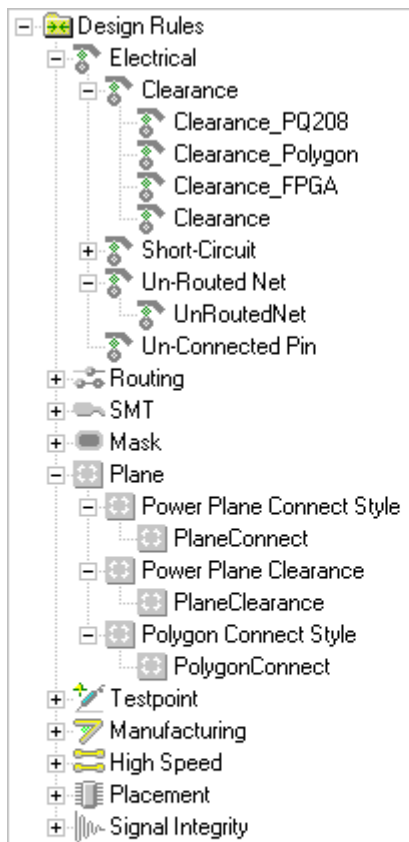 Design Rules
Electrical
Clearance
Clearance_PQ208
Clearance_Polygon
Clearance_FPGA
Clearance
Short-Circuit
Un-Routed Net
UnRoutedNet
Un-Connected Pin
Routing
SMT
Mask
Plane
Power Plane Connect Style
PlaneConnect
Power Plane Clearance
PlaneClearance
Polygon Connect Style
PolygonConnect
Testpoint
Manufacturing
High Speed
Placement
Signal Integrity